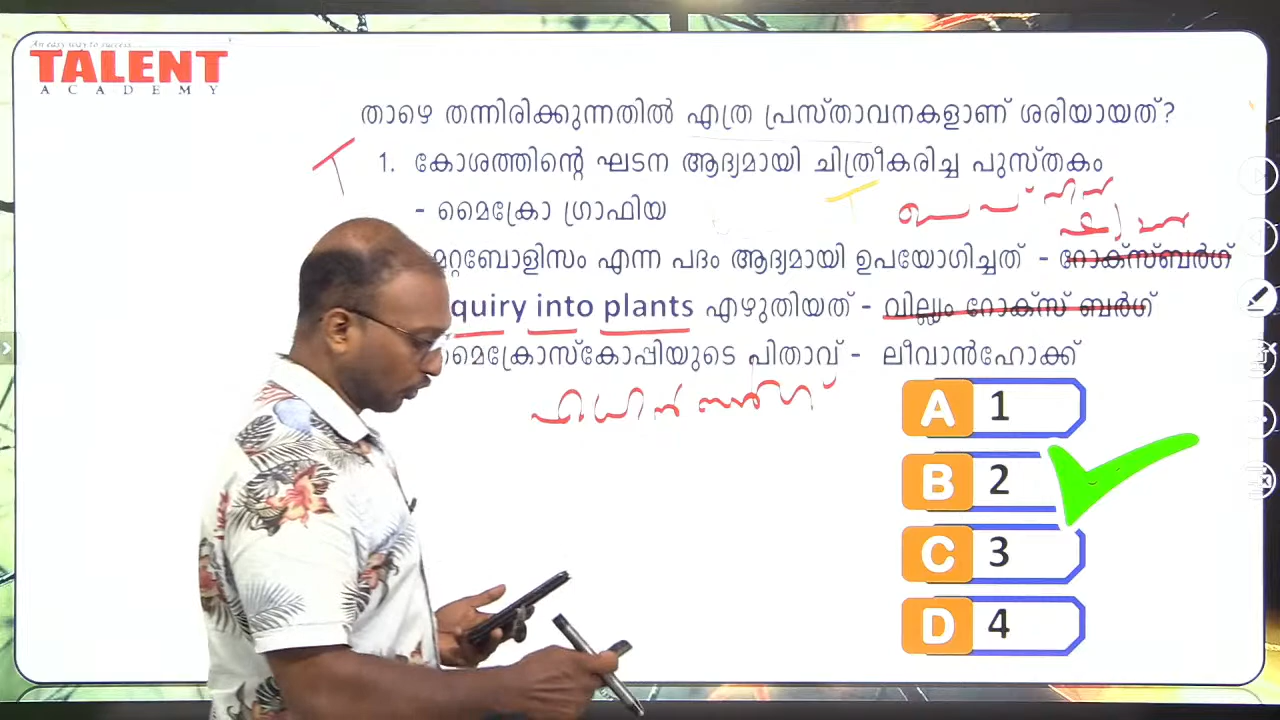 An easy way to success
TALENT
ACADEMY
താഴെ തന്നിരിക്കുന്നതിൽ എത്ര പ്രസ്താവനകളാണ് ശരിയായത്?
1. കോശത്തിന്റെ ഘടന ആദ്യമായി ചിത്രീകരിച്ച പുസ്തകം
- മൈക്രോ ഗ്രാഫിയ
മറ്റബോളിസം എന്ന പദം ആദ്യമായി ഉപയോഗിച്ചത് - റോക്സ്ബർഗ്
quiry into plants എഴുതിയത് - വില്ല്യം റോക്സ് ബർഗ്
മൈക്രോസ്കോപ്പിയുടെ പിതാവ് - ലീവാൻഹോക്ക്
A 1
B 2
C 3
D 4